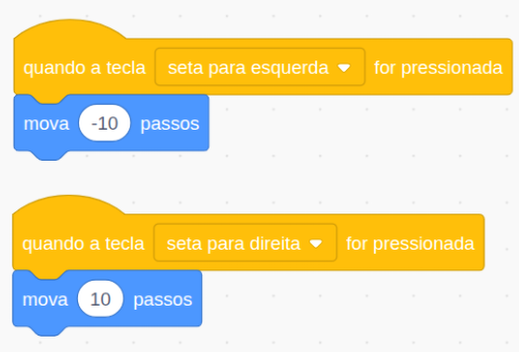 quando a tecla seta para esquerda for pressionada
mova -10 passos
quando a tecla seta para direita for pressionada
mova 10 passos